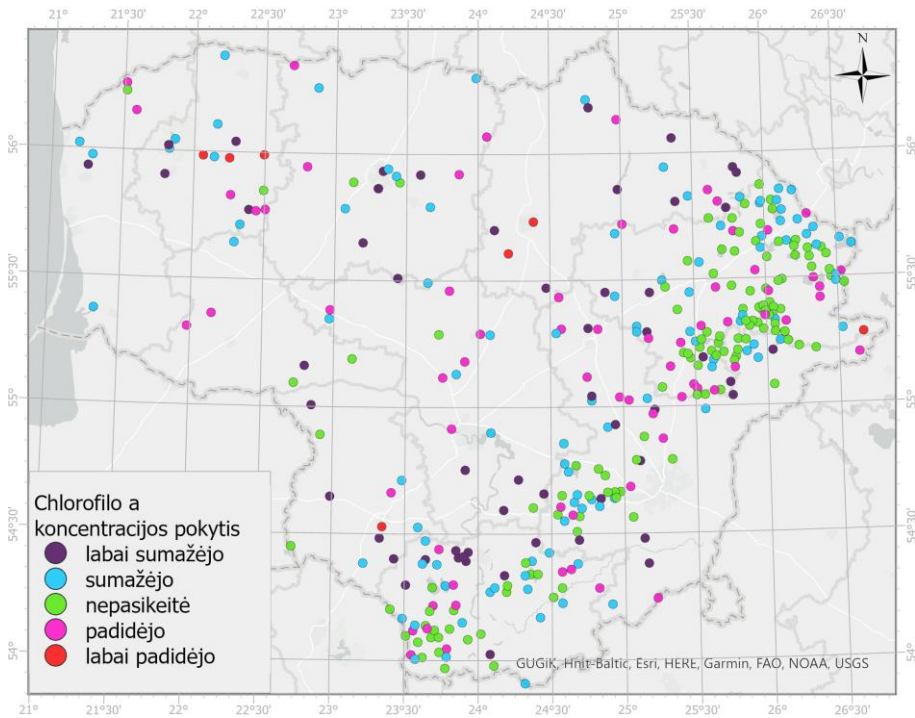 21° 21°30' 22° 22°30' 23° 23°30' 24° 24°30' 25° 25°30' 26° 26°30'
N
56° 56°
55°30' 55°30'
55° 55°
54°30' 54°30'
54° 54°
Chlorofilo a
koncentracijos pokytis
labai sumažėjo
sumažėjo
nepasikeitė
padidėjo
labai padidėjo
GUGiK, Hnit-Baltic, Esri, HERE, Garmin, FAO, NOAA, USGS
21° 21°30' 22° 22°30' 23° 23°30' 24° 24°30' 25° 25°30' 26° 26°30'